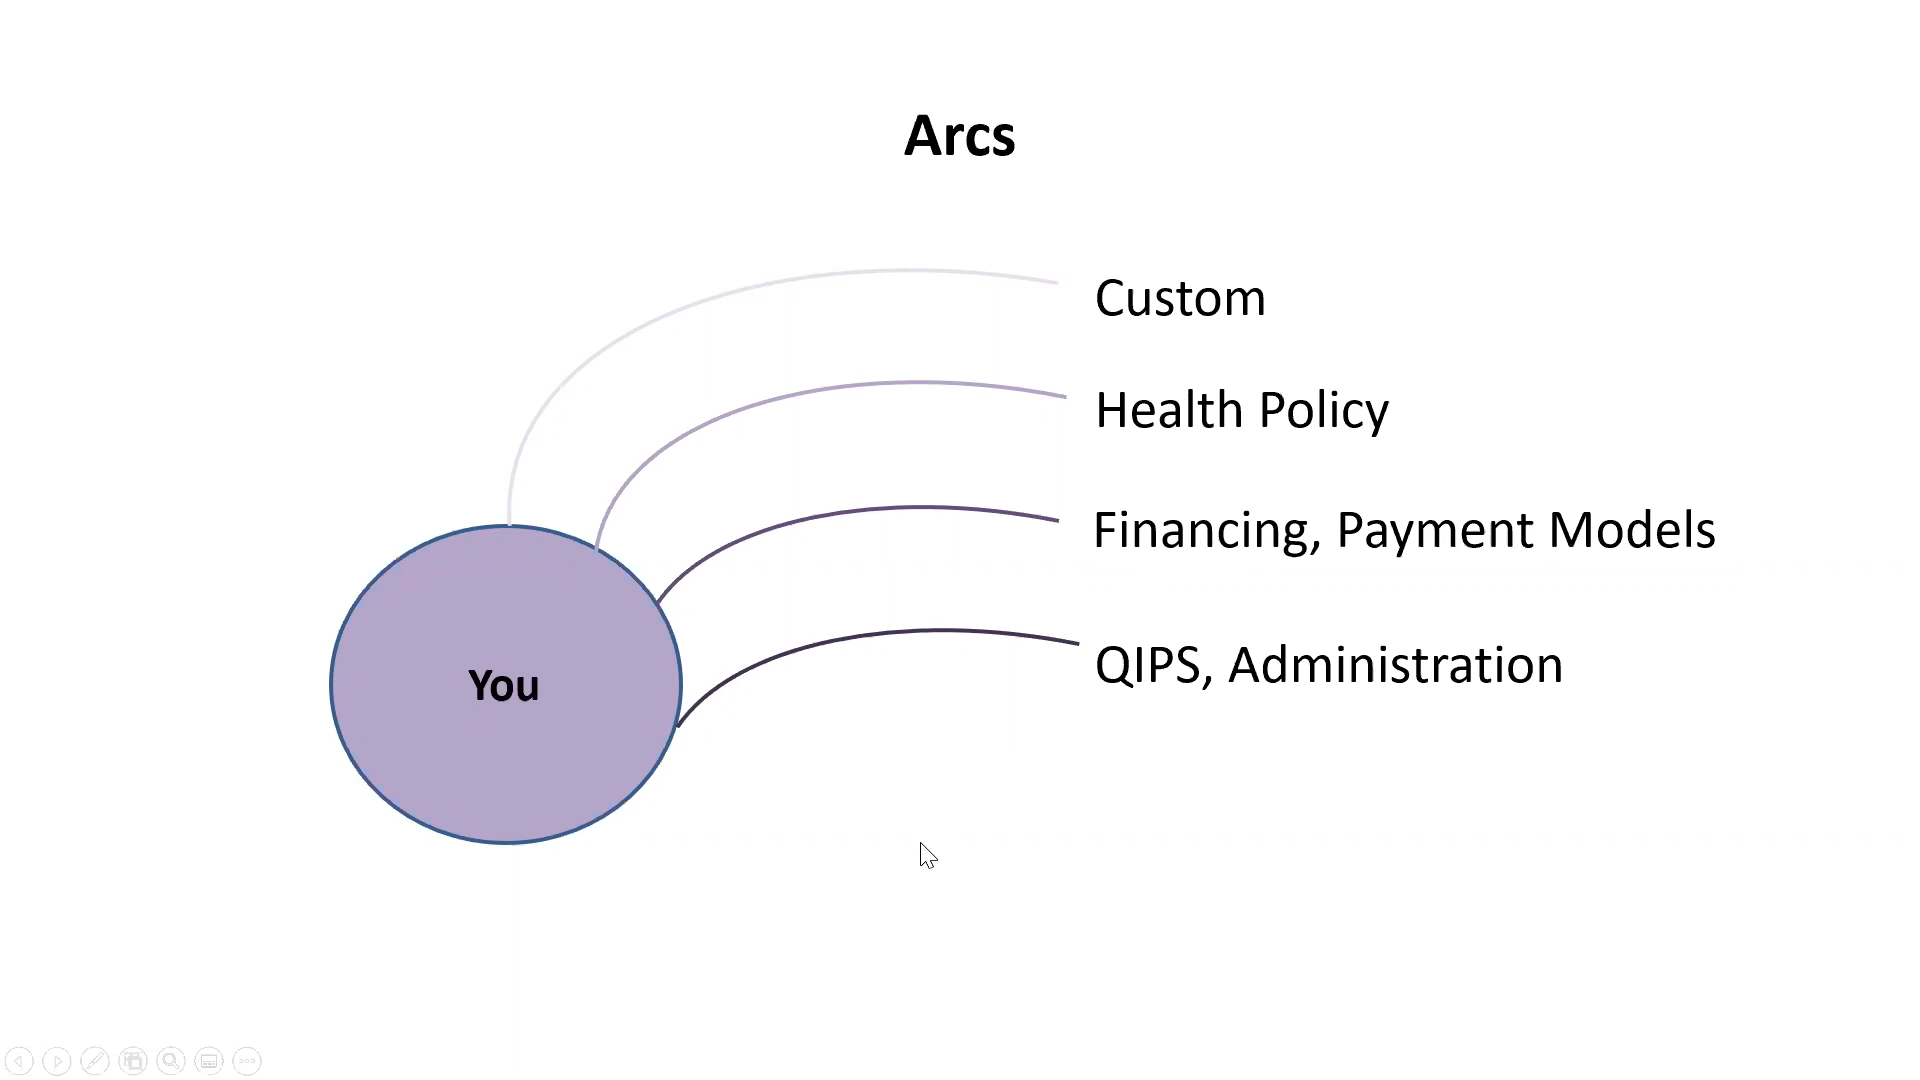 Arcs
Custom
Health Policy
Financing, Payment Models
QIPS, Administration
You